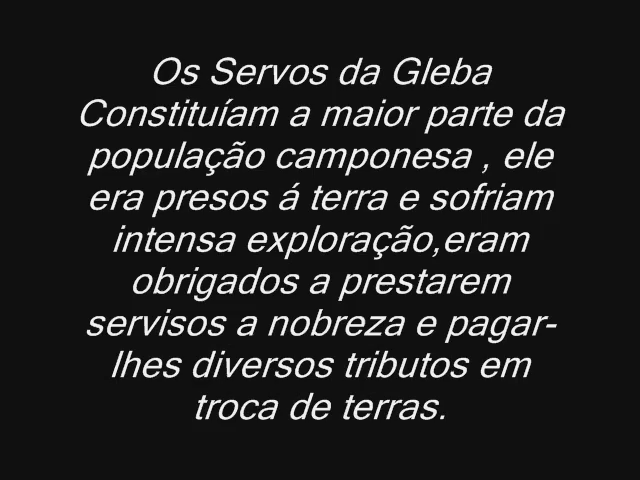 Os Servos da Gleba
Constituíam a maior parte da
população camponesa , ele
era presos á terra e sofriam
intensa exploração,eram
obrigados a prestarem
servisos a nobreza e pagar-
lhes diversos tributos em
troca de terras.